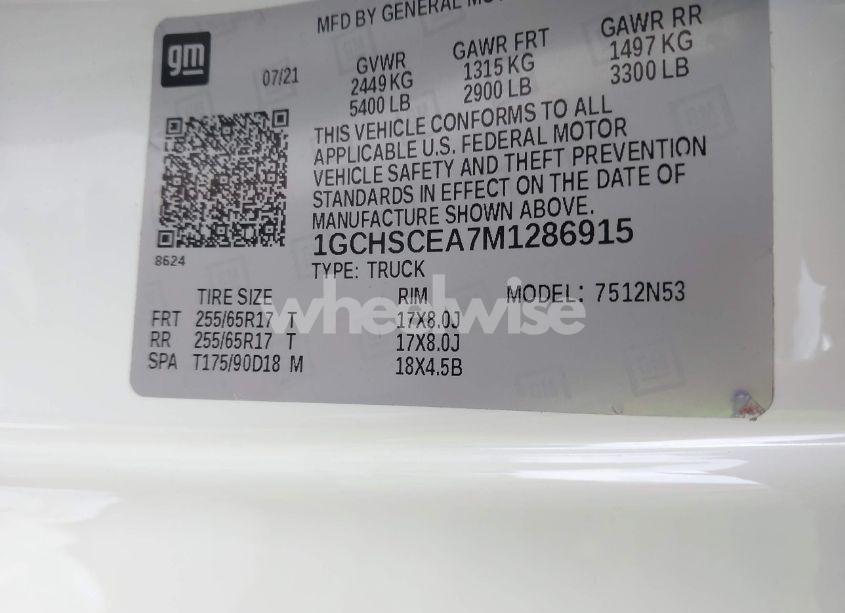 MFD BY GENERAL MO
gm
07/21
GVWR
2449 KG
5400 LB
GAWR FRT
1315 KG
2900 LB
GAWR RR
1497 KG
3300 LB
THIS VEHICLE CONFORMS TO ALL
APPLICABLE U.S. FEDERAL MOTOR
VEHICLE SAFETY AND THEFT PREVENTION
STANDARDS IN EFFECT ON THE DATE OF
MANUFACTURE SHOWN ABOVE.
8624
1GCHSCEA7M1286915
TYPE: TRUCK
TIRE SIZE RIM MODEL: 7512N53
FRT 255/65R17 T 17X8.0J
RR 255/65R17 T 17X8.0J
SPA T175/90D18 M 18X4.5B
wheelwise